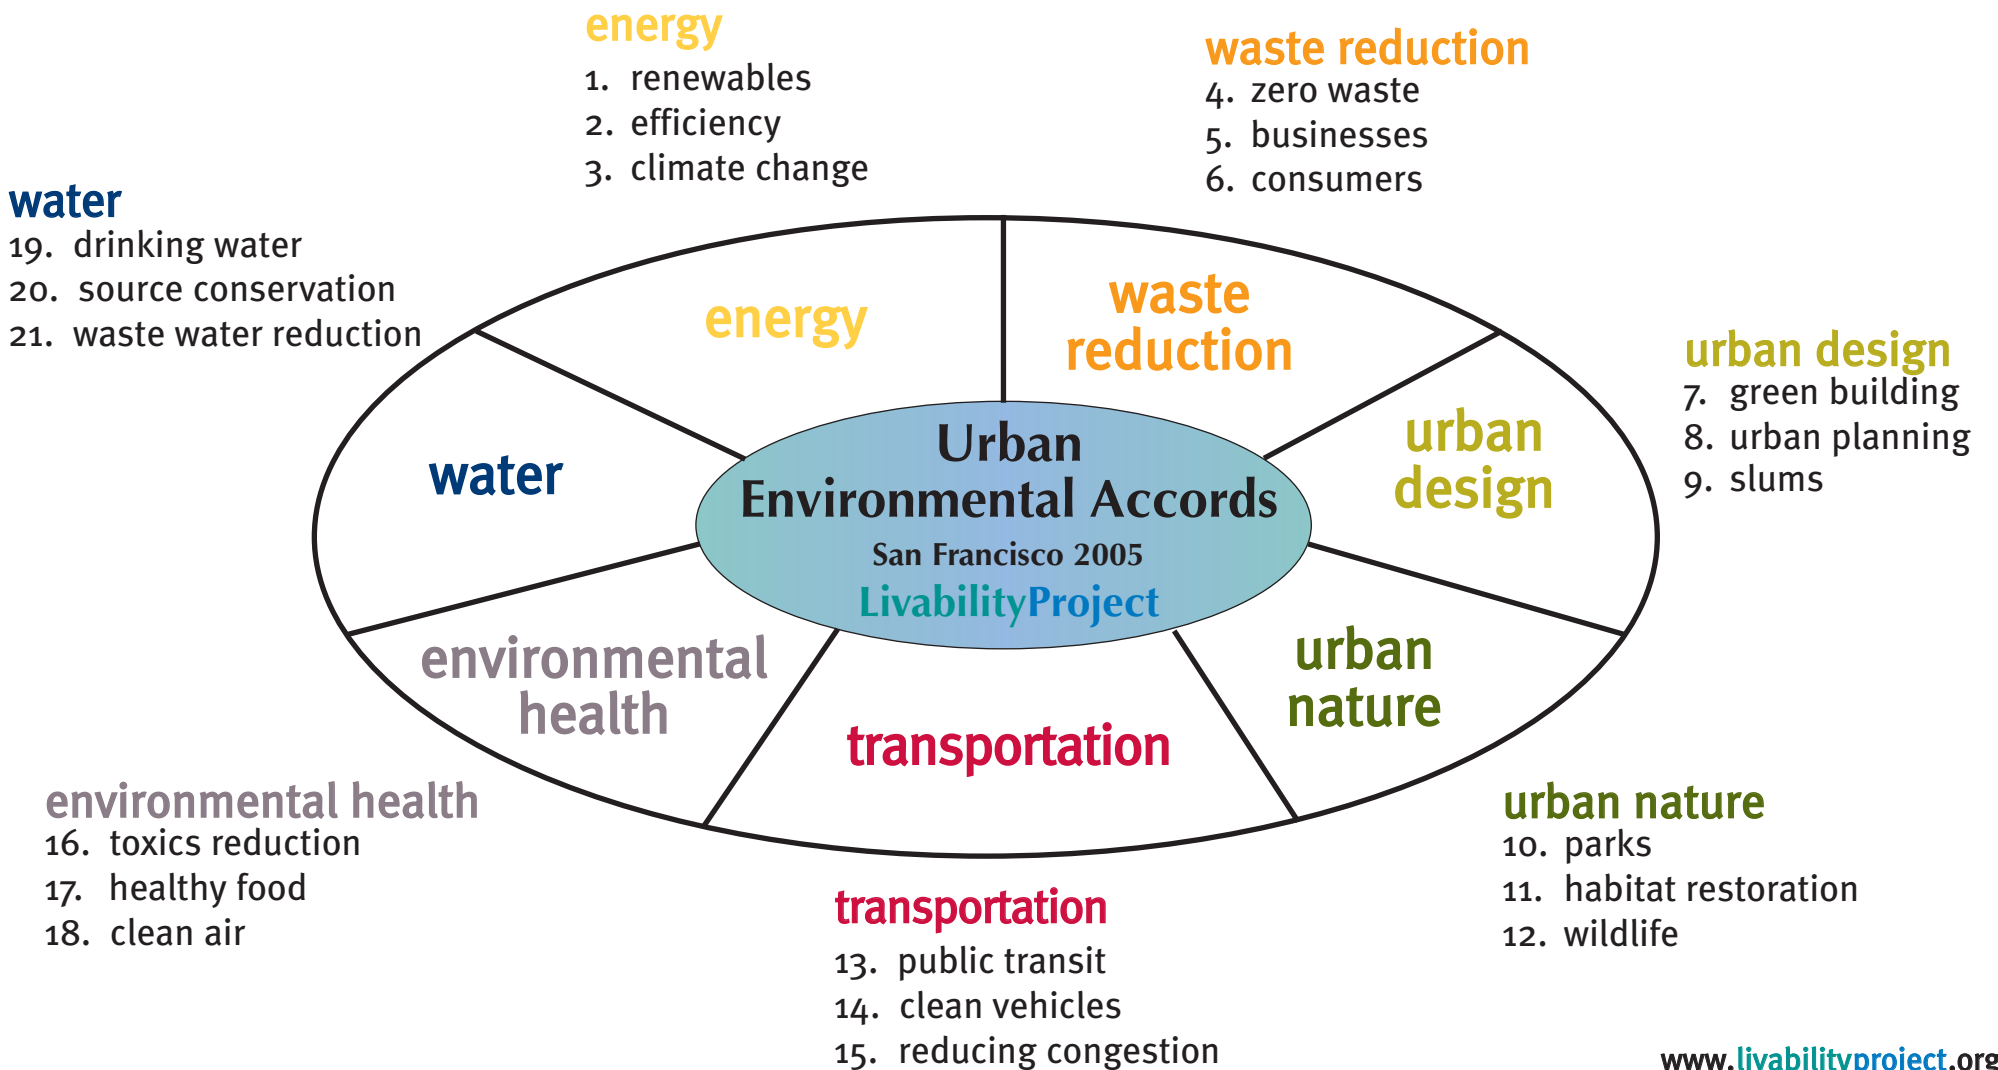 energy
1. renewables
2. efficiency
3. climate change
waste reduction
4. zero waste
5. businesses
6. consumers
water
19. drinking water
20. source conservation
21. waste water reduction
urban design
7. green building
8. urban planning
9. slums
energy
waste
reduction
urban
design
water
Urban
Environmental Accords
San Francisco 2005
LivabilityProject
environmental
health
transportation
urban
nature
environmental health
16. toxics reduction
17. healthy food
18. clean air
transportation
13. public transit
14. clean vehicles
15. reducing congestion
urban nature
10. parks
11. habitat restoration
12. wildlife
www.livabilityproject.org